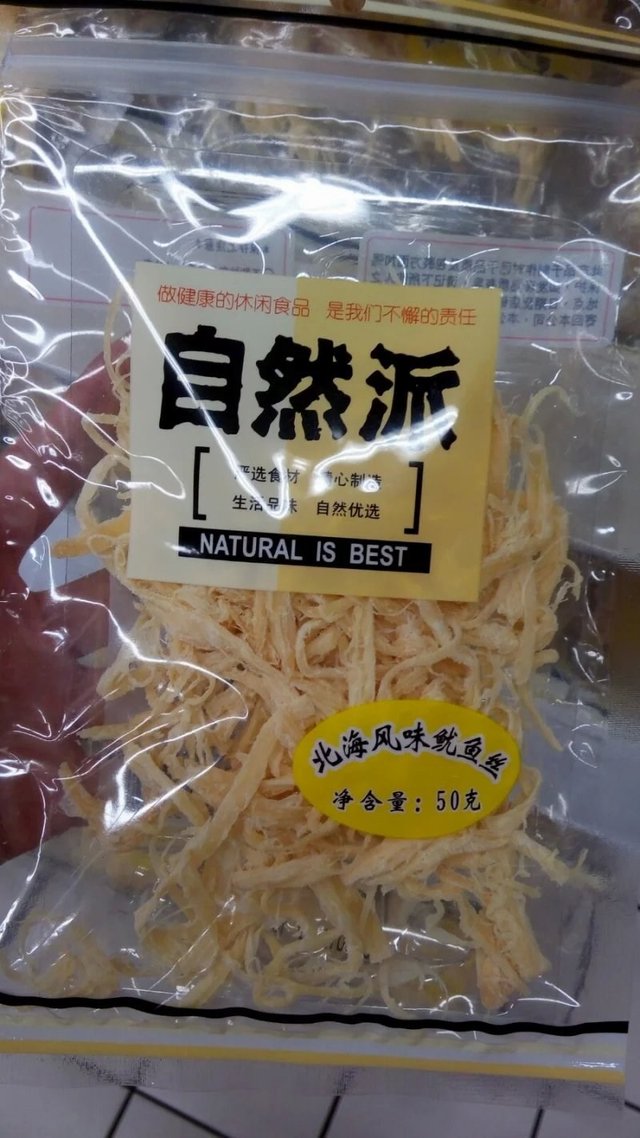 做健康的休闲食品 是我们不懈的责任
自然派
严选食材 精心制造
生活品味 自然优选
NATURAL IS BEST
北海风味鱿鱼丝
净含量：50克